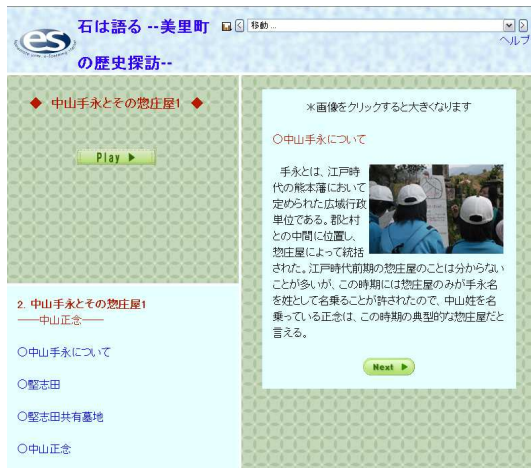 石は語る --美里町
の歴史探訪--
移動 ...
ヘルプ
es
◆ 中山手永とその惣庄屋1 ◆
Play
2. 中山手永とその惣庄屋1
――中山正念――
○中山手永について
○堅志田
○堅志田共有墓地
○中山正念
*画像をクリックすると大きくなります
○中山手永について
手永とは、江戸時
代の熊本藩において
定められた広域行政
単位である。郡と村
との中間に位置し、
惣庄屋によって統括
された。江戸時代前期の惣庄屋のことは分からない
ことが多いが、この時期には惣庄屋のみが手永名
を姓として名乗ることが許されたので、中山姓を名
乗っている正念は、この時期の典型的な惣庄屋だと
言える。
Next